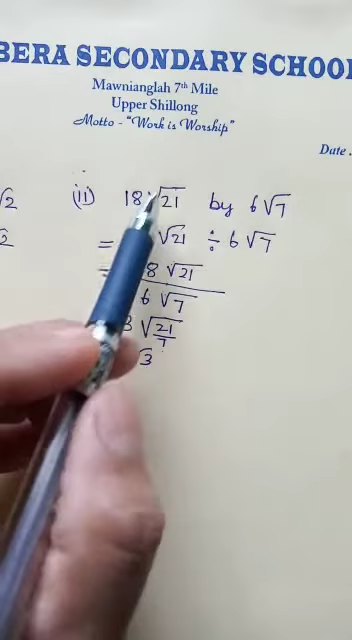 BERA SECONDARY SCHOOL
Mawnianglah 7th Mile
Upper Shillong
Motto - "Work is Worship"
Date.
√2 (ii) 18√21 by 6√7
2 = √21 ÷ 6√7
= 8√21
6√7
3√21/7
√3